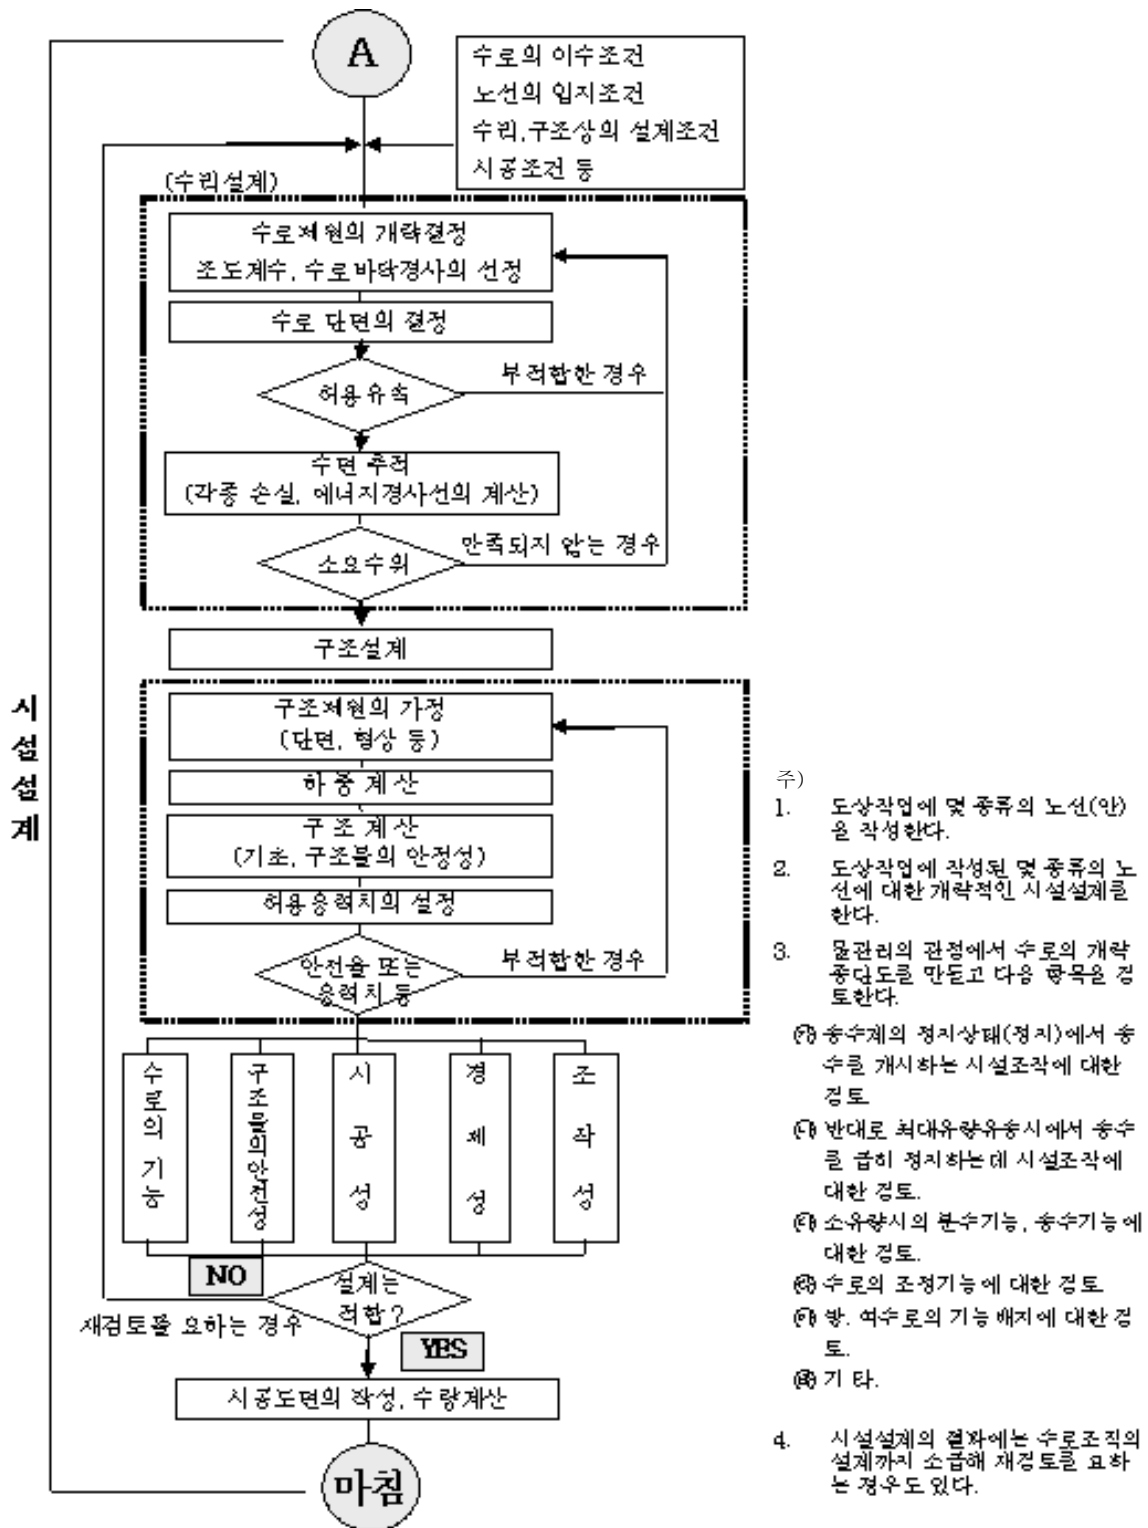 A
수로의 이수조건
노선의 입지조건
수리,구조상의 설계조건
시공조건 등
(수리설계)
수로제원의 개략결정
조도계수, 수로바닥경사의 선정
수로 단면의 결정
허용유속
부적합한 경우
수면 추적
(각종 손실, 에너지경사선의 계산)
소요수위
만족되지 않는 경우
구조설계
구조제원의 가정
(단면, 형상 등)
하 중 계 산
구 조 계 산
(기초, 구조물의 안정성)
허용응력치의 설정
안전율 또는
응력치 등
부적합한 경우
시설설계
수로의 기능
구조물의안전성
시 공 성
경 제 성
조 작 성
NO
설계는
적합?
재검토를 요하는 경우
YES
시공도면의 작성, 수량계산
마침
주)
1. 도상작업에 몇 종류의 노선(안)
을 작성한다.
2. 도상작업에 작성된 몇 종류의 노
선에 대한 개략적인 시설설계를
한다.
3. 물관리의 관점에서 수로의 개략
종단도를 만들고 다음 항목을 검
토한다.
㉮ 송수계의 정지상태(정지)에서 송
수를 개시하는 시설조작에 대한
검토
㉯ 반대로 최대유량유송시에서 송수
를 급히 정지하는데 시설조작에
대한 검토.
㉰ 소유량시의 분수기능, 송수기능에
대한 검토.
㉱ 수로의 조정기능에 대한 검토
㉲ 방. 여수로의 기능 배치에 대한 검
토.
㉳ 기 타.
4. 시설설계의 결과에는 수로조직의
설계까지 소급해 재검토를 요하
는 경우도 있다.